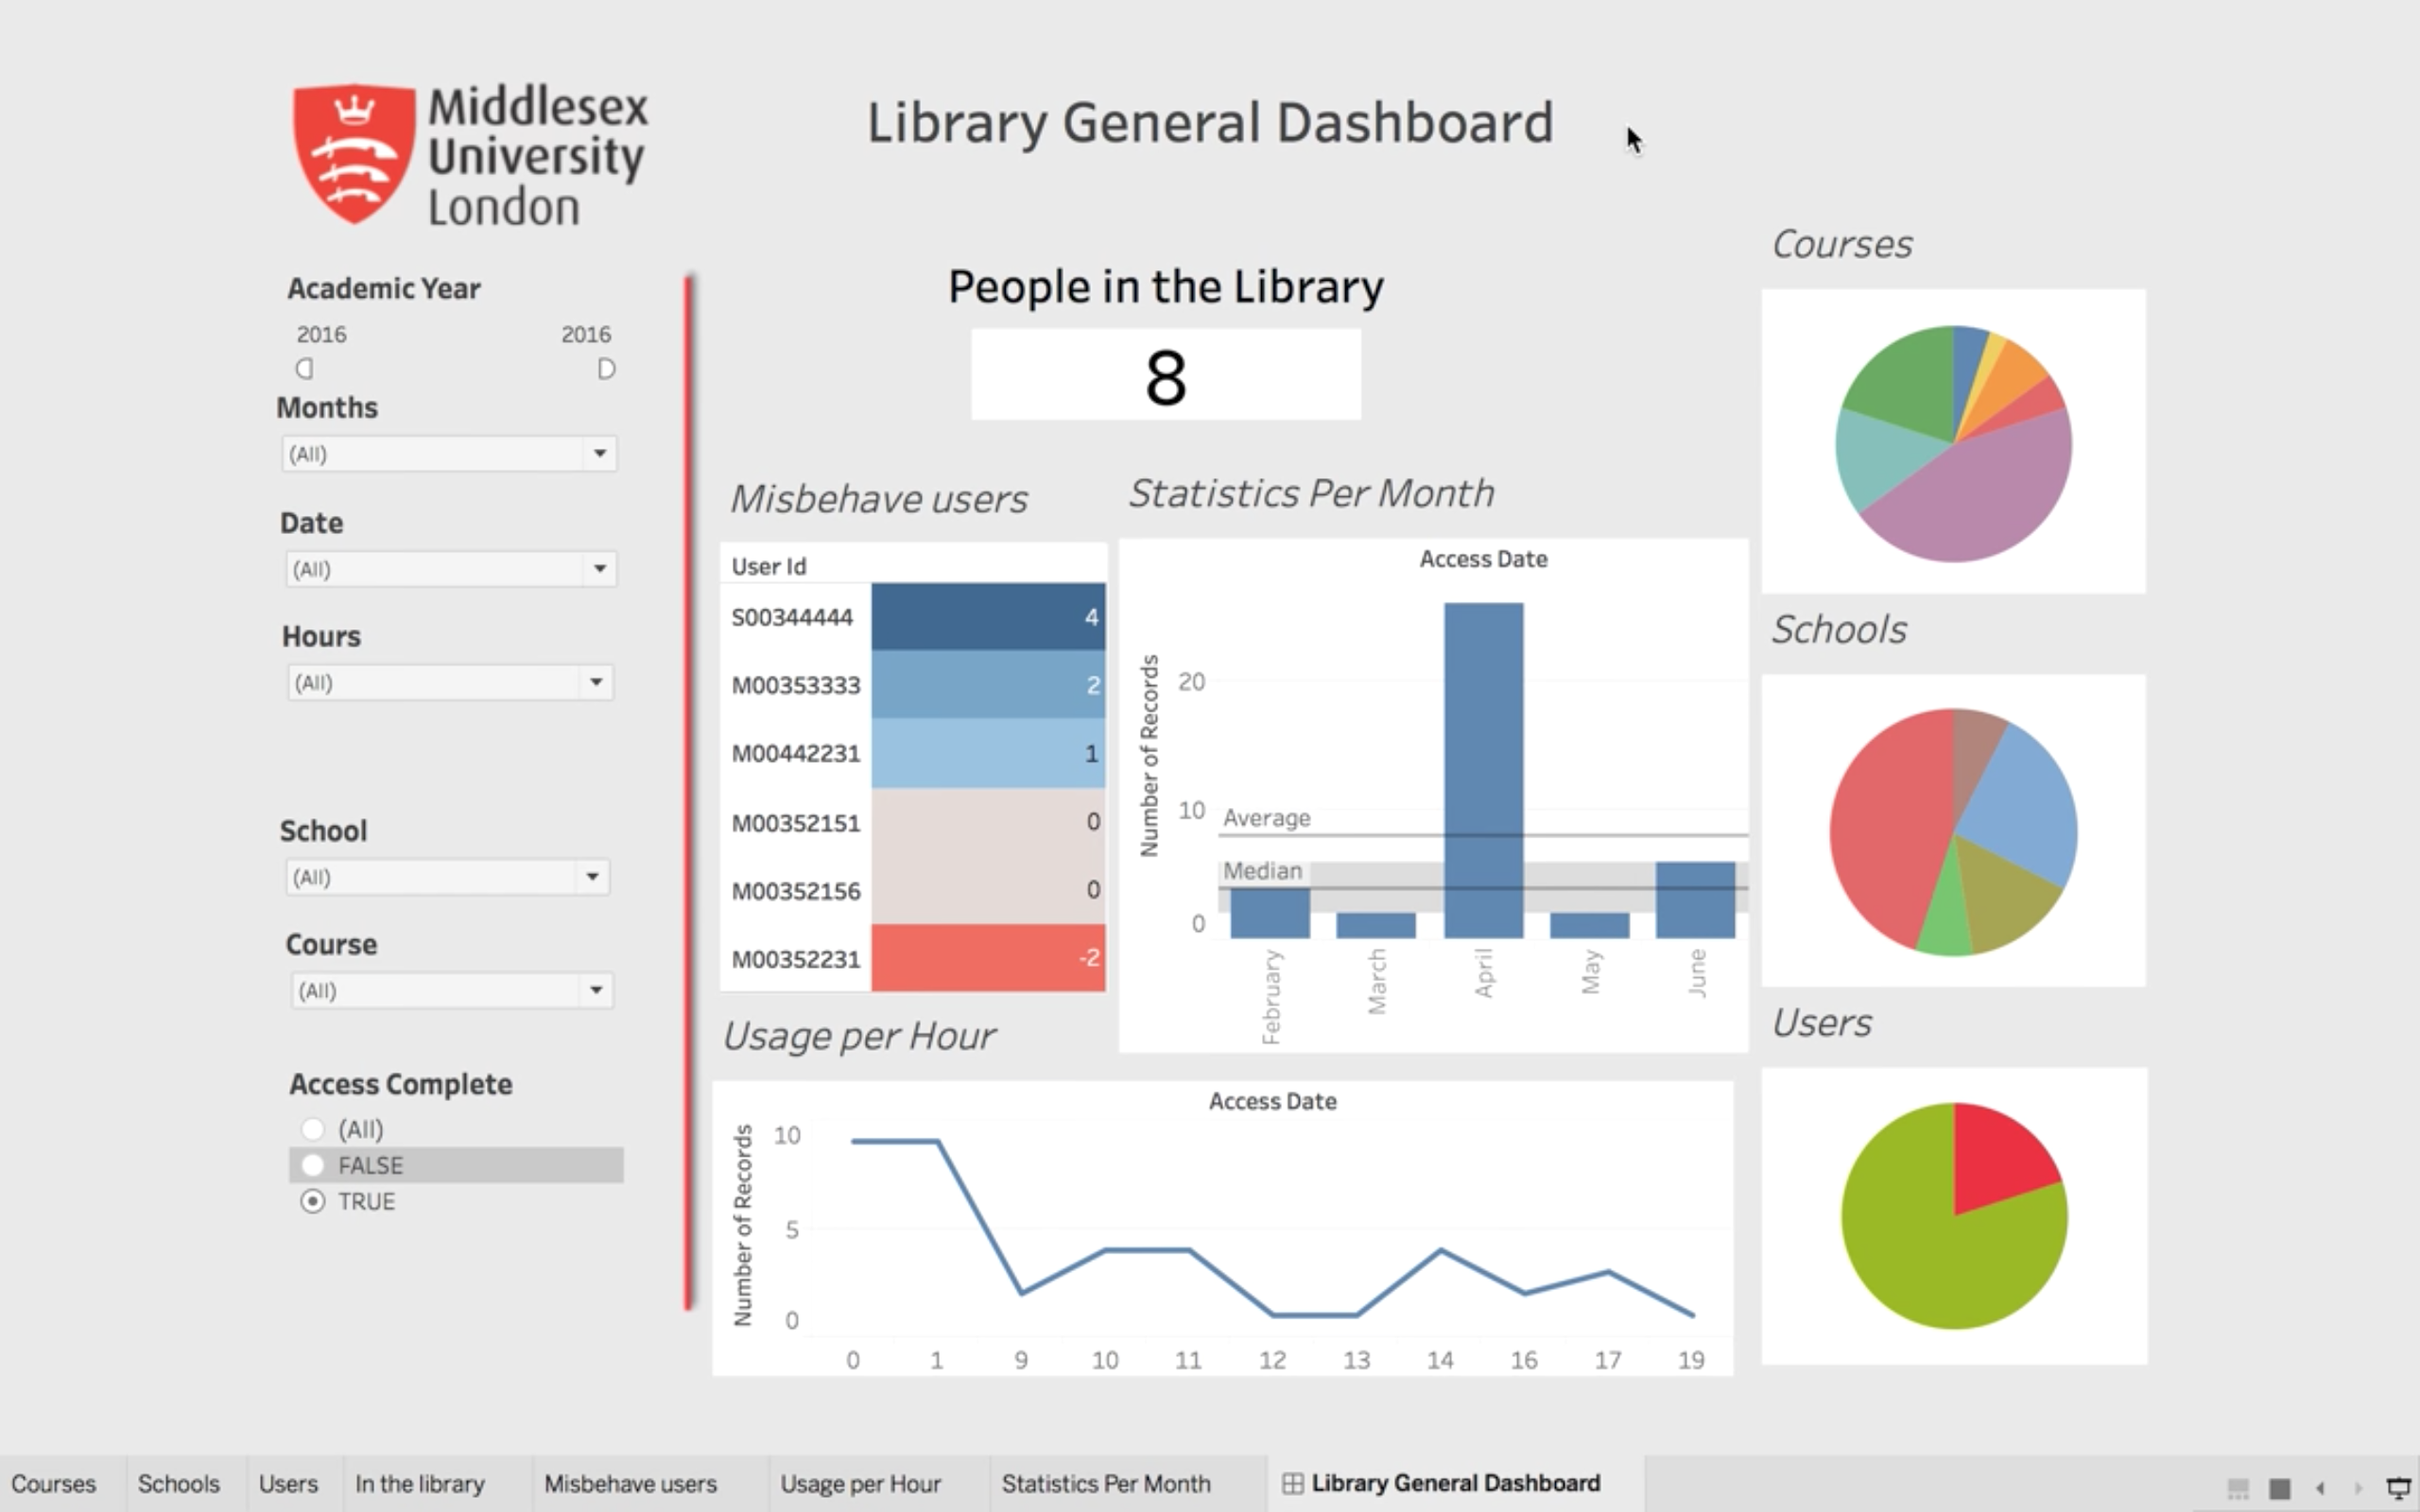 Middlesex
University
London
Library General Dashboard
Academic Year
2016 2016
Months
(All)
Date
(All)
Hours
(All)
School
(All)
Course
(All)
Access Complete
(All)
FALSE
TRUE
People in the Library
8
Misbehave users
User Id
S00344444 4
M00353333 2
M00442231 1
M00352151 0
M00352156 0
M00352231 -2
Statistics Per Month
Access Date
Number of Records
20
10
0
Average
Median
February March April May June
Usage per Hour
Access Date
Number of Records
10
5
0
0 1 9 10 11 12 13 14 16 17 19
Courses
Schools
Users
Courses Schools Users In the library Misbehave users Usage per Hour Statistics Per Month Library General Dashboard